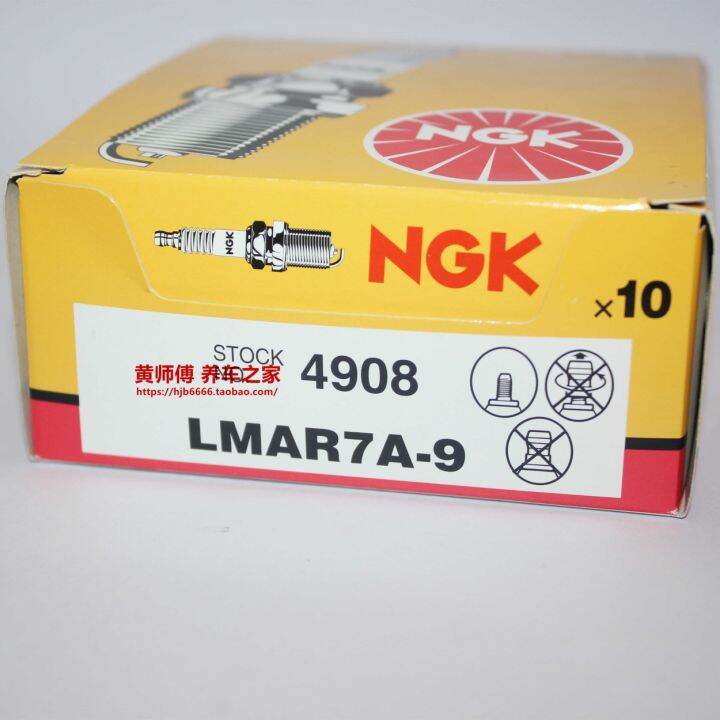 NGK
NGK
NGK
×10
STOCK
NO.
4908
黄师傅 养车之家
https://hjb6666.taobao.com/
LMAR7A-9